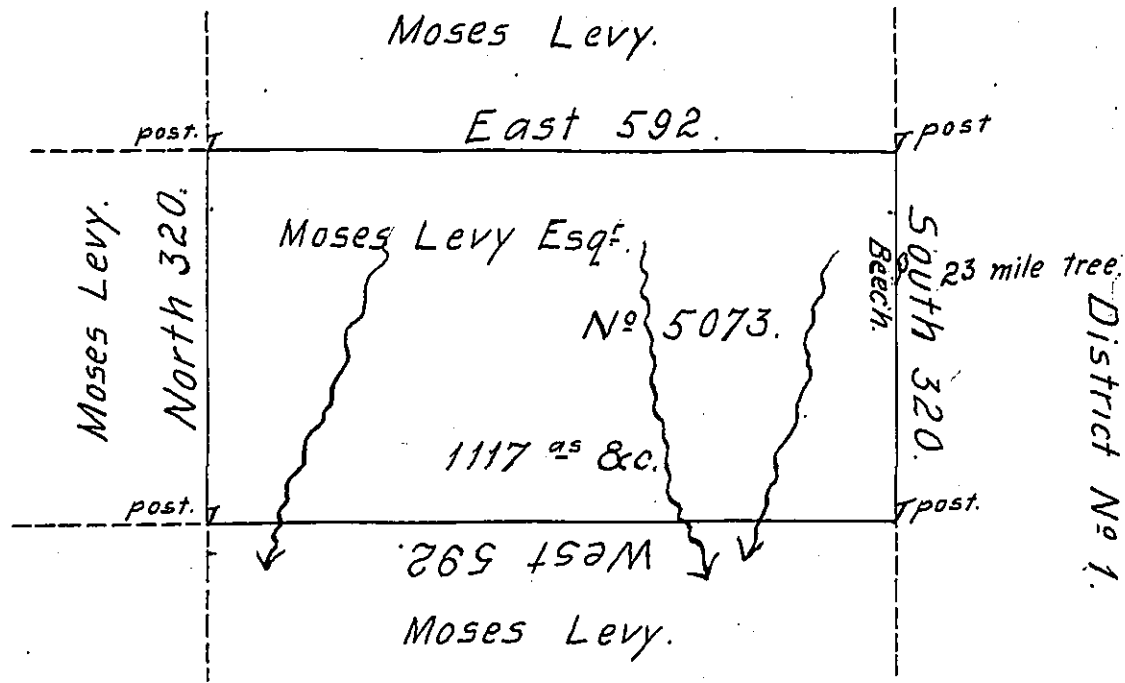 Moses Levy.
East 592.
post.
post
Moses Levy.
North 320.
Moses Levy Esqr.
No 5073.
1117 as &c.
Beech.
South 320.
23 mile tree.
District No 1.
post.
post.
West 592.
Moses Levy.